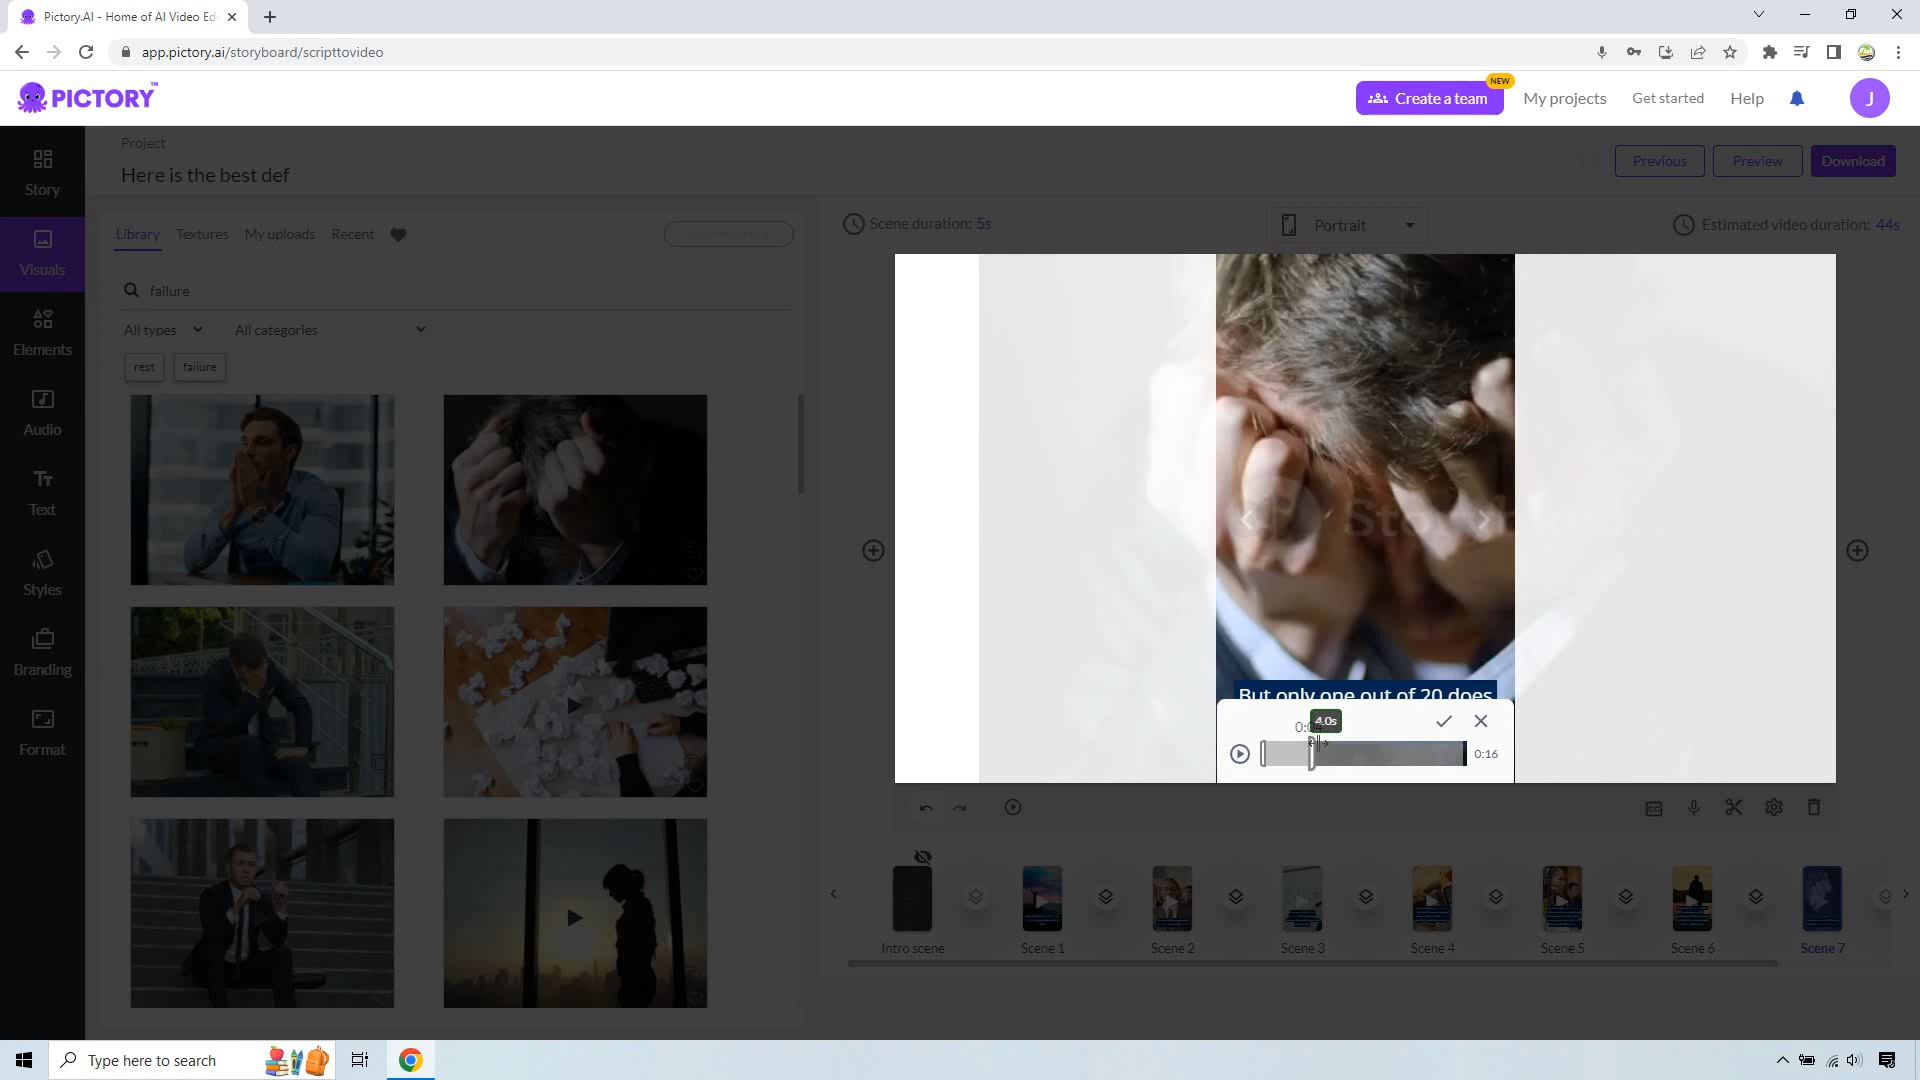 Pictory.AI - Home of AI Video Ed
app.pictory.ai/storyboard/scripttovideo
PICTORY™
NEW
Create a team
My projects
Get started
Help
J
Project
Here is the best def
Previous
Preview
Download
Story
Visuals
Elements
Audio
Text
Styles
Branding
Format
Library
Textures
My uploads
Recent
failure
All types
All categories
rest
failure
Scene duration: 5s
Portrait
Estimated video duration: 44s
But only one out of 20 does
4.0s
0:16
Intro scene
Scene 1
Scene 2
Scene 3
Scene 4
Scene 5
Scene 6
Scene 7
Type here to search